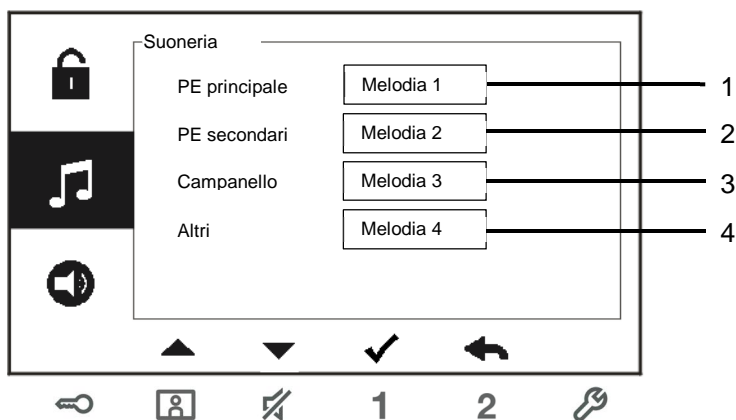 Suoneria
PE principale Melodia 1 1
PE secondari Melodia 2 2
Campanello Melodia 3 3
Altri Melodia 4 4
1 2